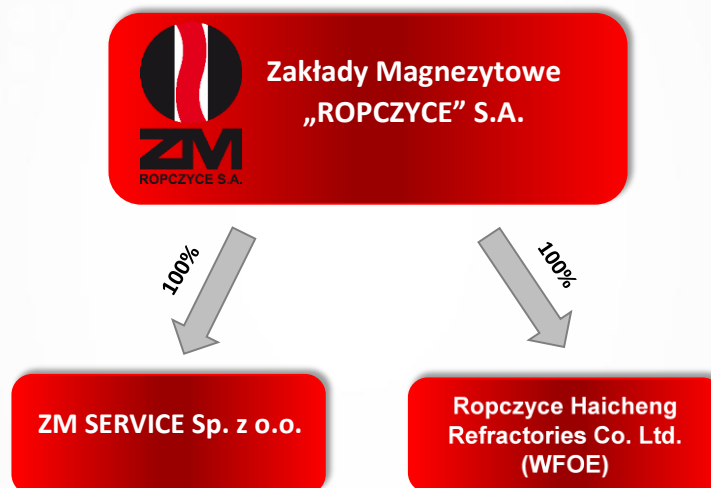 Zakłady Magnezytowe
„ROPCZYCE” S.A.
ZM
ROPCZYCE S.A.
100%
100%
ZM SERVICE Sp. z o.o.
Ropczyce Haicheng
Refractories Co. Ltd.
(WFOE)